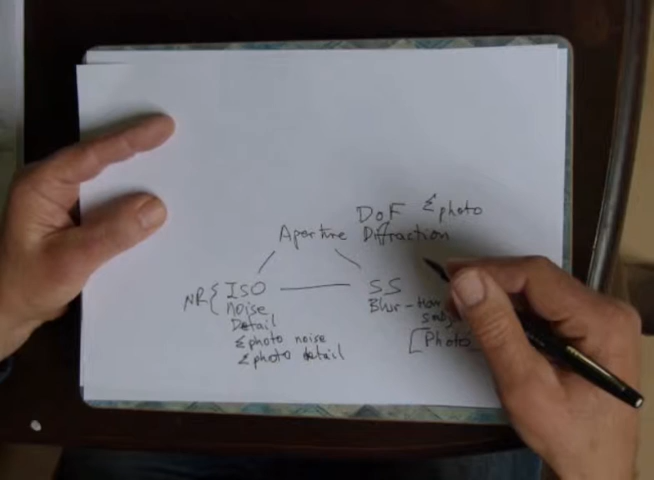 DoF Σphoto
Aperture Diffraction
NR{ ISO
SS
noise
Blur -
Detail
Σphoto noise
[Photo
Σphoto detail